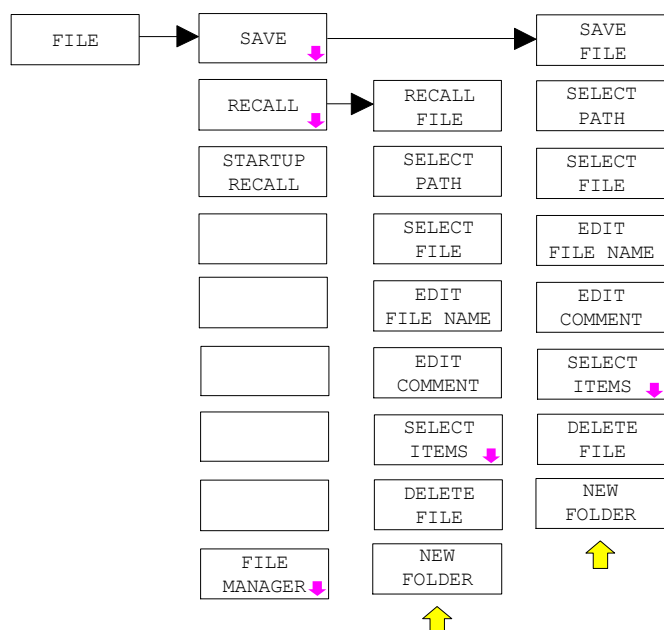 FILE
SAVE
RECALL
STARTUP
RECALL
FILE
MANAGER
RECALL
FILE
SELECT
PATH
SELECT
FILE
EDIT
FILE NAME
EDIT
COMMENT
SELECT
ITEMS
DELETE
FILE
NEW
FOLDER
SAVE
FILE
SELECT
PATH
SELECT
FILE
EDIT
FILE NAME
EDIT
COMMENT
SELECT
ITEMS
DELETE
FILE
NEW
FOLDER